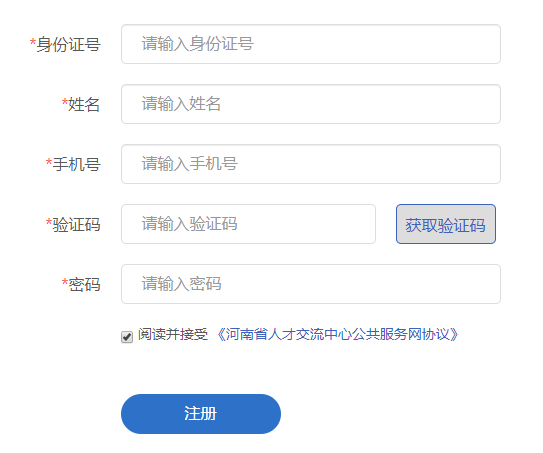 *身份证号 请输入身份证号
*姓名 请输入姓名
*手机号 请输入手机号
*验证码 请输入验证码 获取验证码
*密码 请输入密码
阅读并接受 《河南省人才交流中心公共服务网协议》
注册